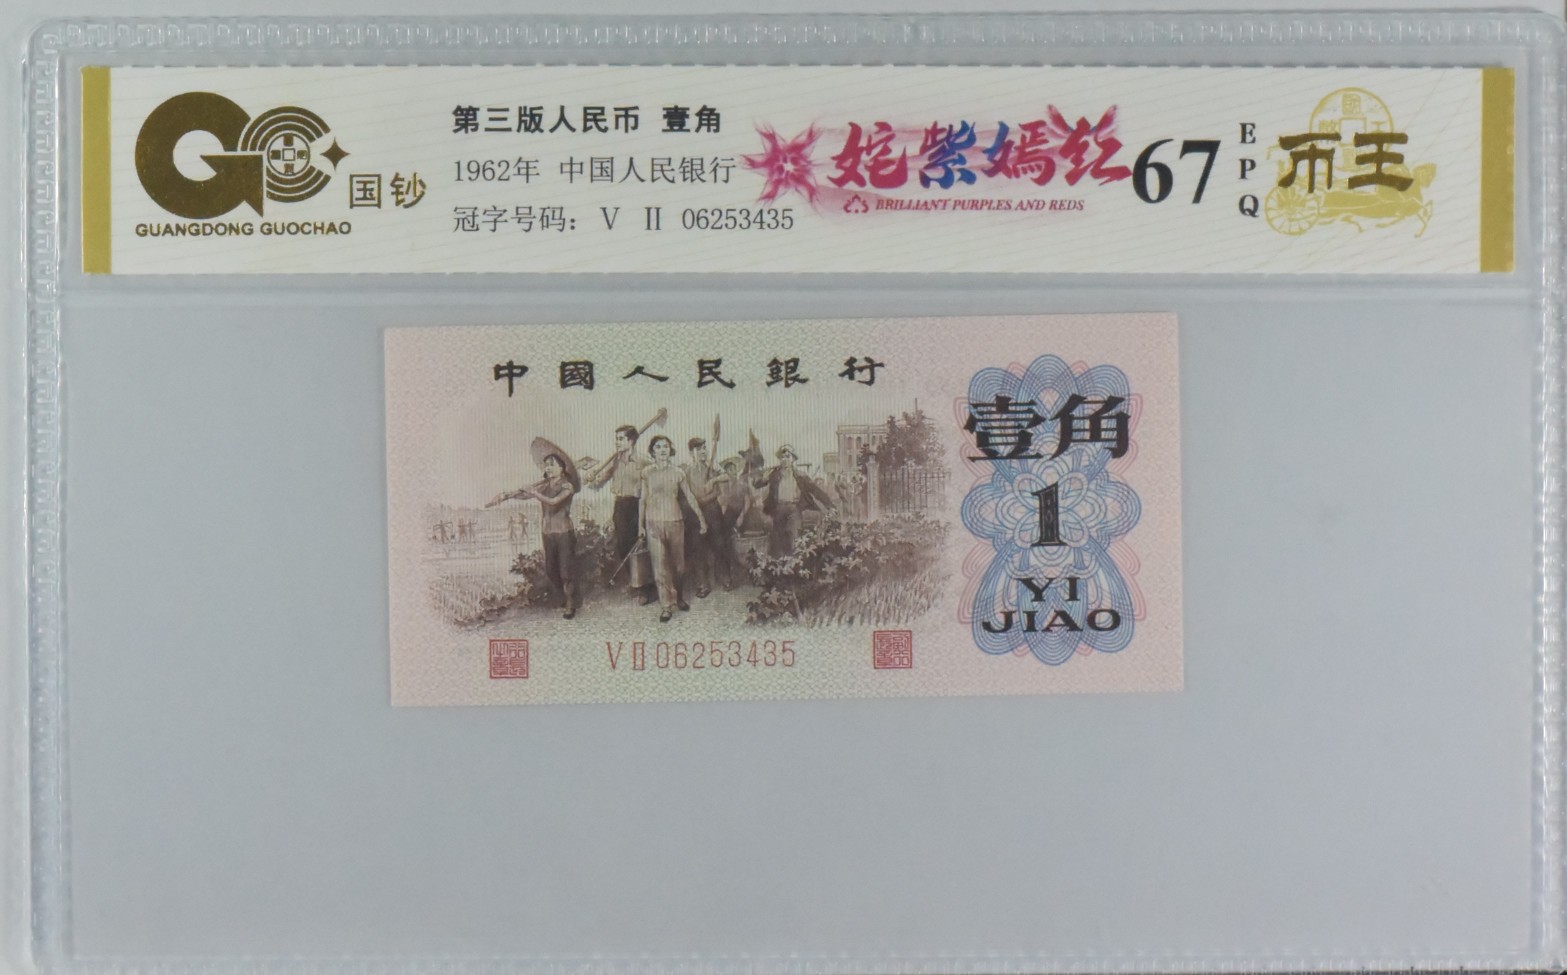 GUANGDONG GUOCHAO
国钞
第三版人民币 壹角
1962年 中国人民银行
冠字号码: V II 06253435
姹紫嫣红
BRILLIANT PURPLES AND REDS
67
EPQ
币王
中國人民銀行
壹角
1
YI
JIAO
V II 06253435